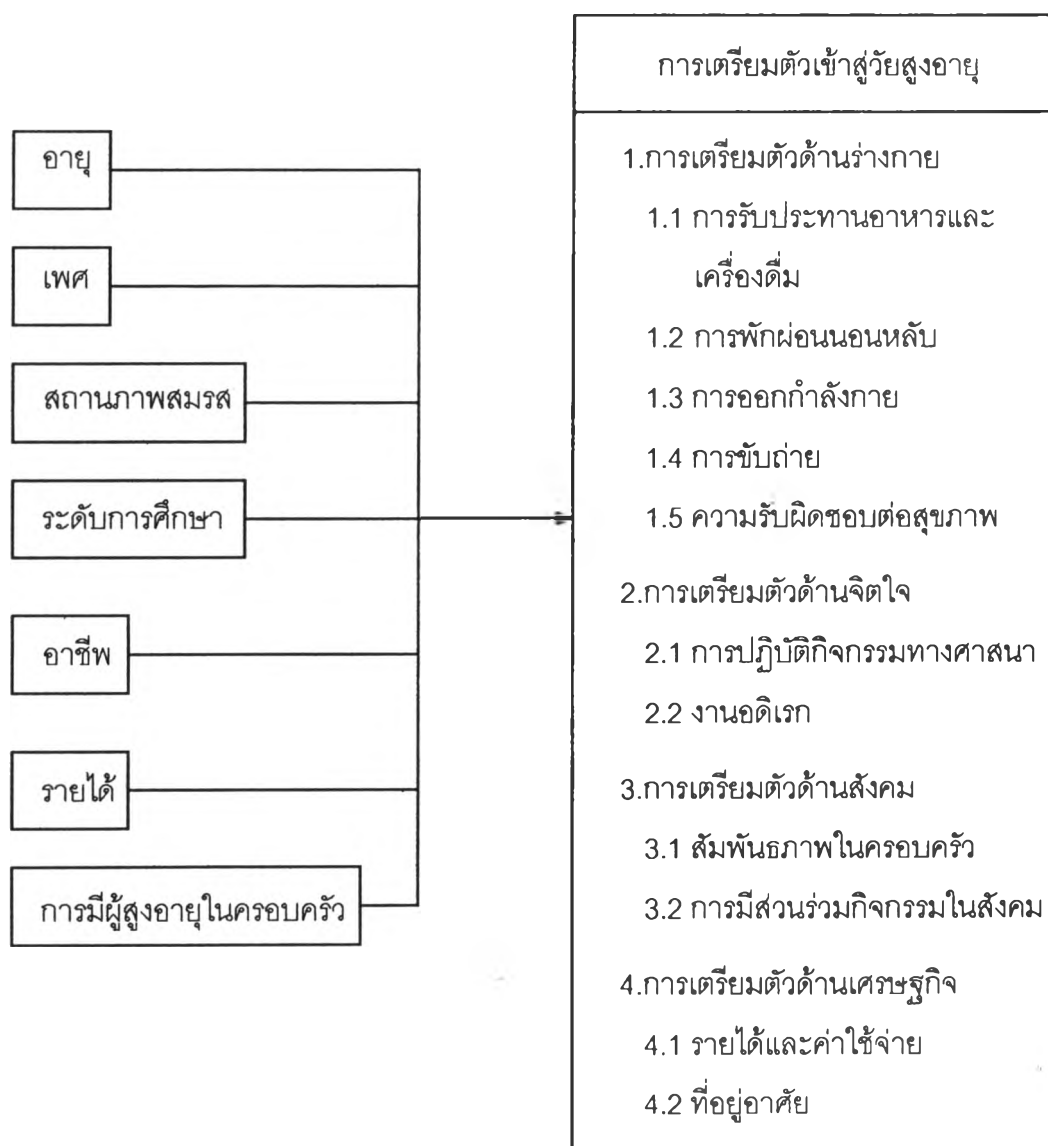 การเตรียมตัวเข้าสู่วัยสูงอายุ
อายุ
เพศ
สถานภาพสมรส
ระดับการศึกษา
อาชีพ
รายได้
การมีผู้สูงอายุในครอบครัว
1.การเตรียมตัวด้านร่างกาย
1.1 การรับประทานอาหารและ
เครื่องดื่ม
1.2 การพักผ่อนนอนหลับ
1.3 การออกกำลังกาย
1.4 การขับถ่าย
1.5 ความรับผิดชอบต่อสุขภาพ
2.การเตรียมตัวด้านจิตใจ
2.1 การปฏิบัติกิจกรรมทางศาสนา
2.2 งานอดิเรก
3.การเตรียมตัวด้านสังคม
3.1 สัมพันธภาพในครอบครัว
3.2 การมีส่วนร่วมกิจกรรมในสังคม
4.การเตรียมตัวด้านเศรษฐกิจ
4.1 รายได้และค่าใช้จ่าย
4.2 ที่อยู่อาศัย